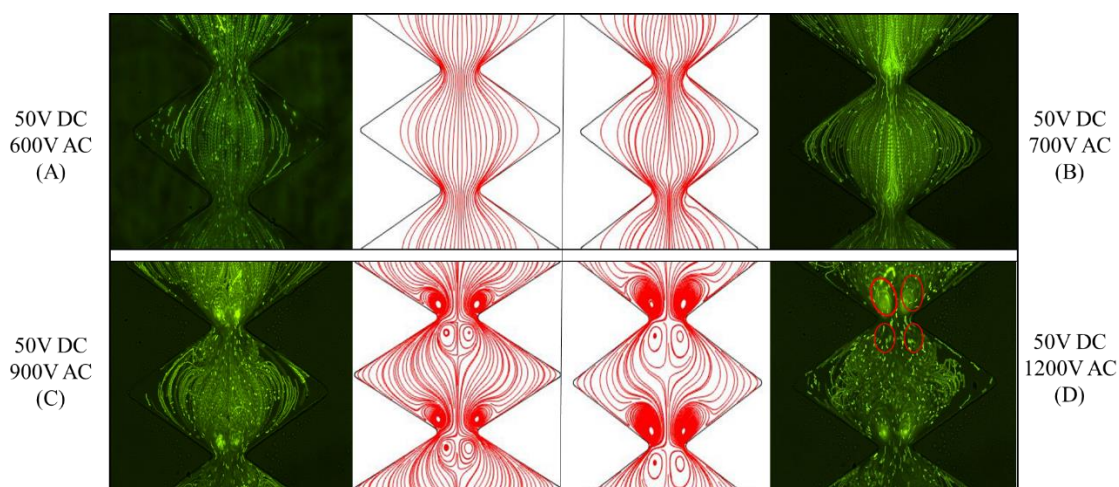 50V DC
600V AC
(A)
50V DC
700V AC
(B)
50V DC
900V AC
(C)
50V DC
1200V AC
(D)